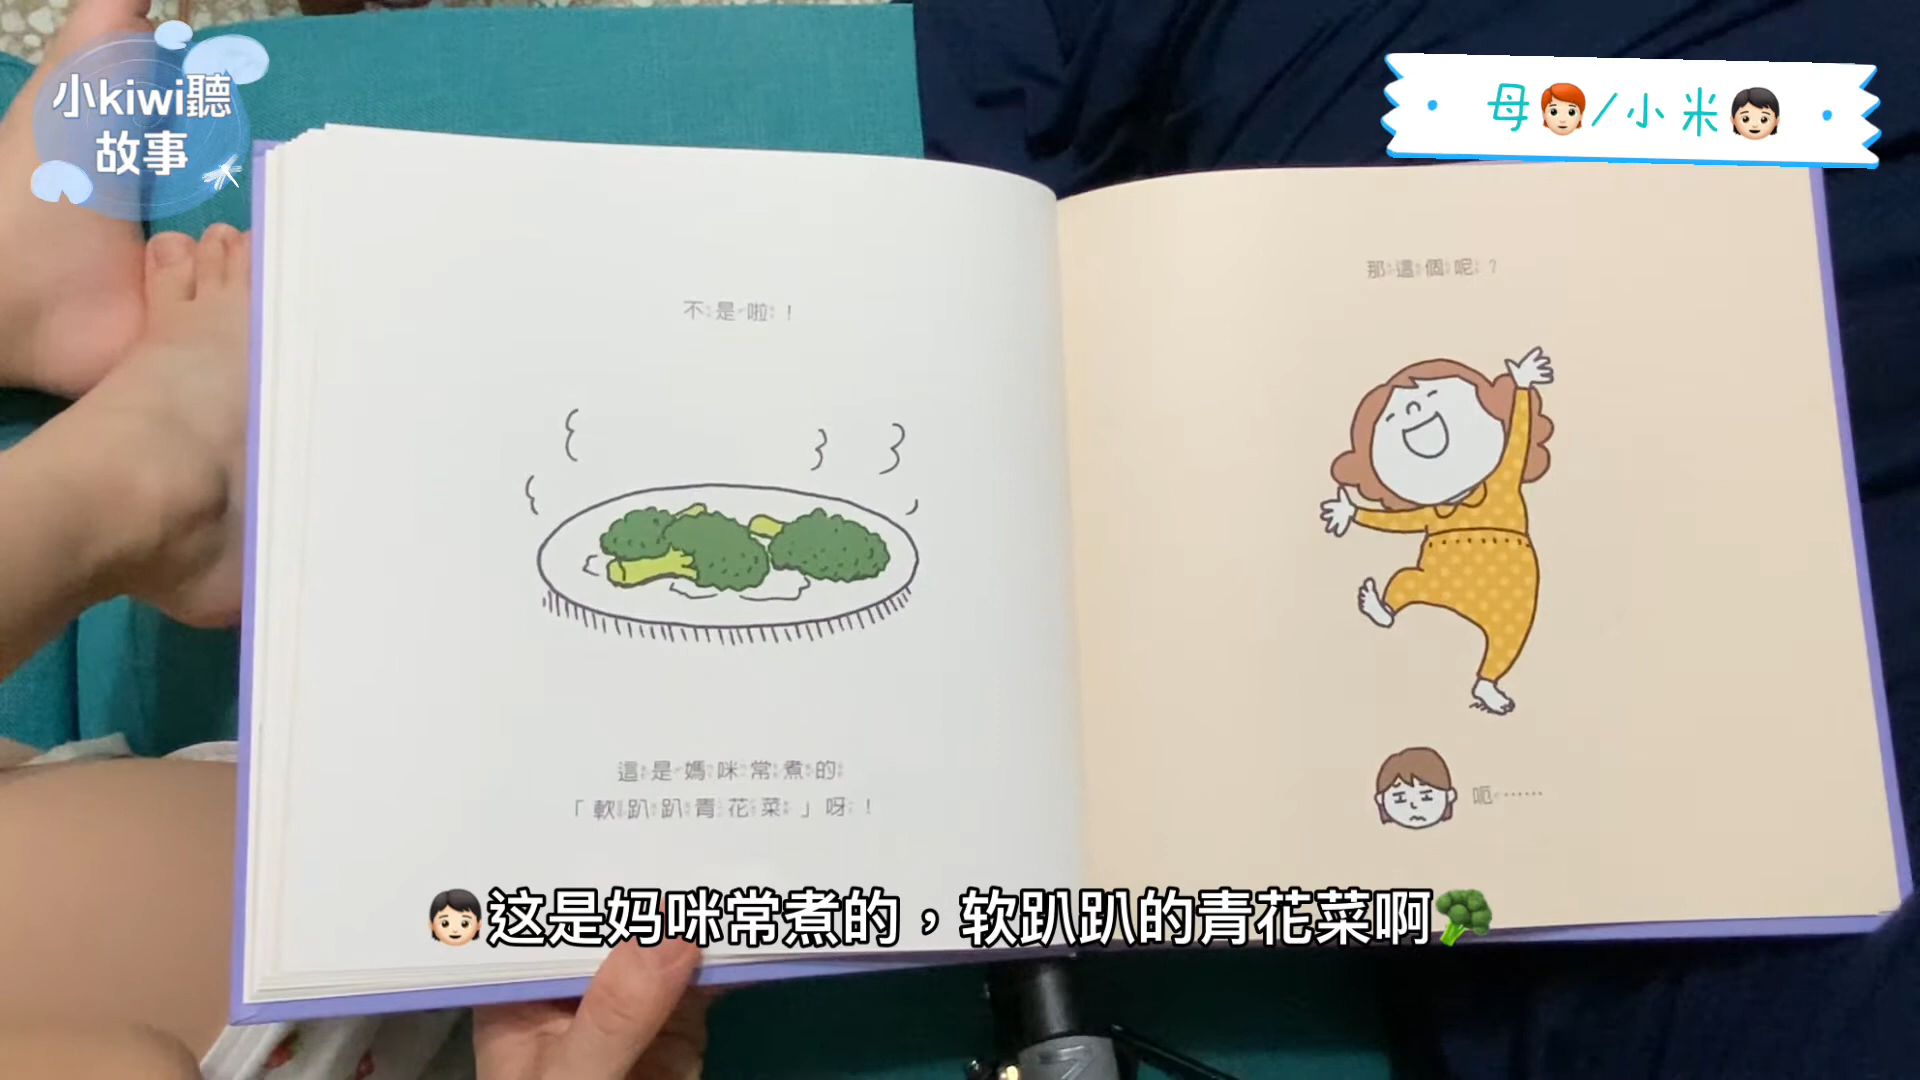 小kiwi聽
故事
母/小米
不是啦！
這是媽咪常煮的
「軟趴趴青花菜」呀！
那這個呢？
呃……
这是妈咪常煮的，软趴趴的青花菜啊